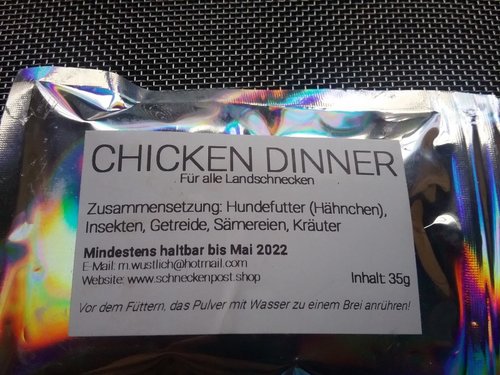 CHICKEN DINNER
Für alle Landschnecken
Zusammensetzung: Hundefutter (Hähnchen),
Insekten, Getreide, Sämereien, Kräuter
Mindestens haltbar bis Mai 2022
E-Mail: m.wustlich@hotmail.com
Website: www.schneckenpost.shop
Inhalt: 35g
Vor dem Füttern, das Pulver mit Wasser zu einem Brei anrühren!